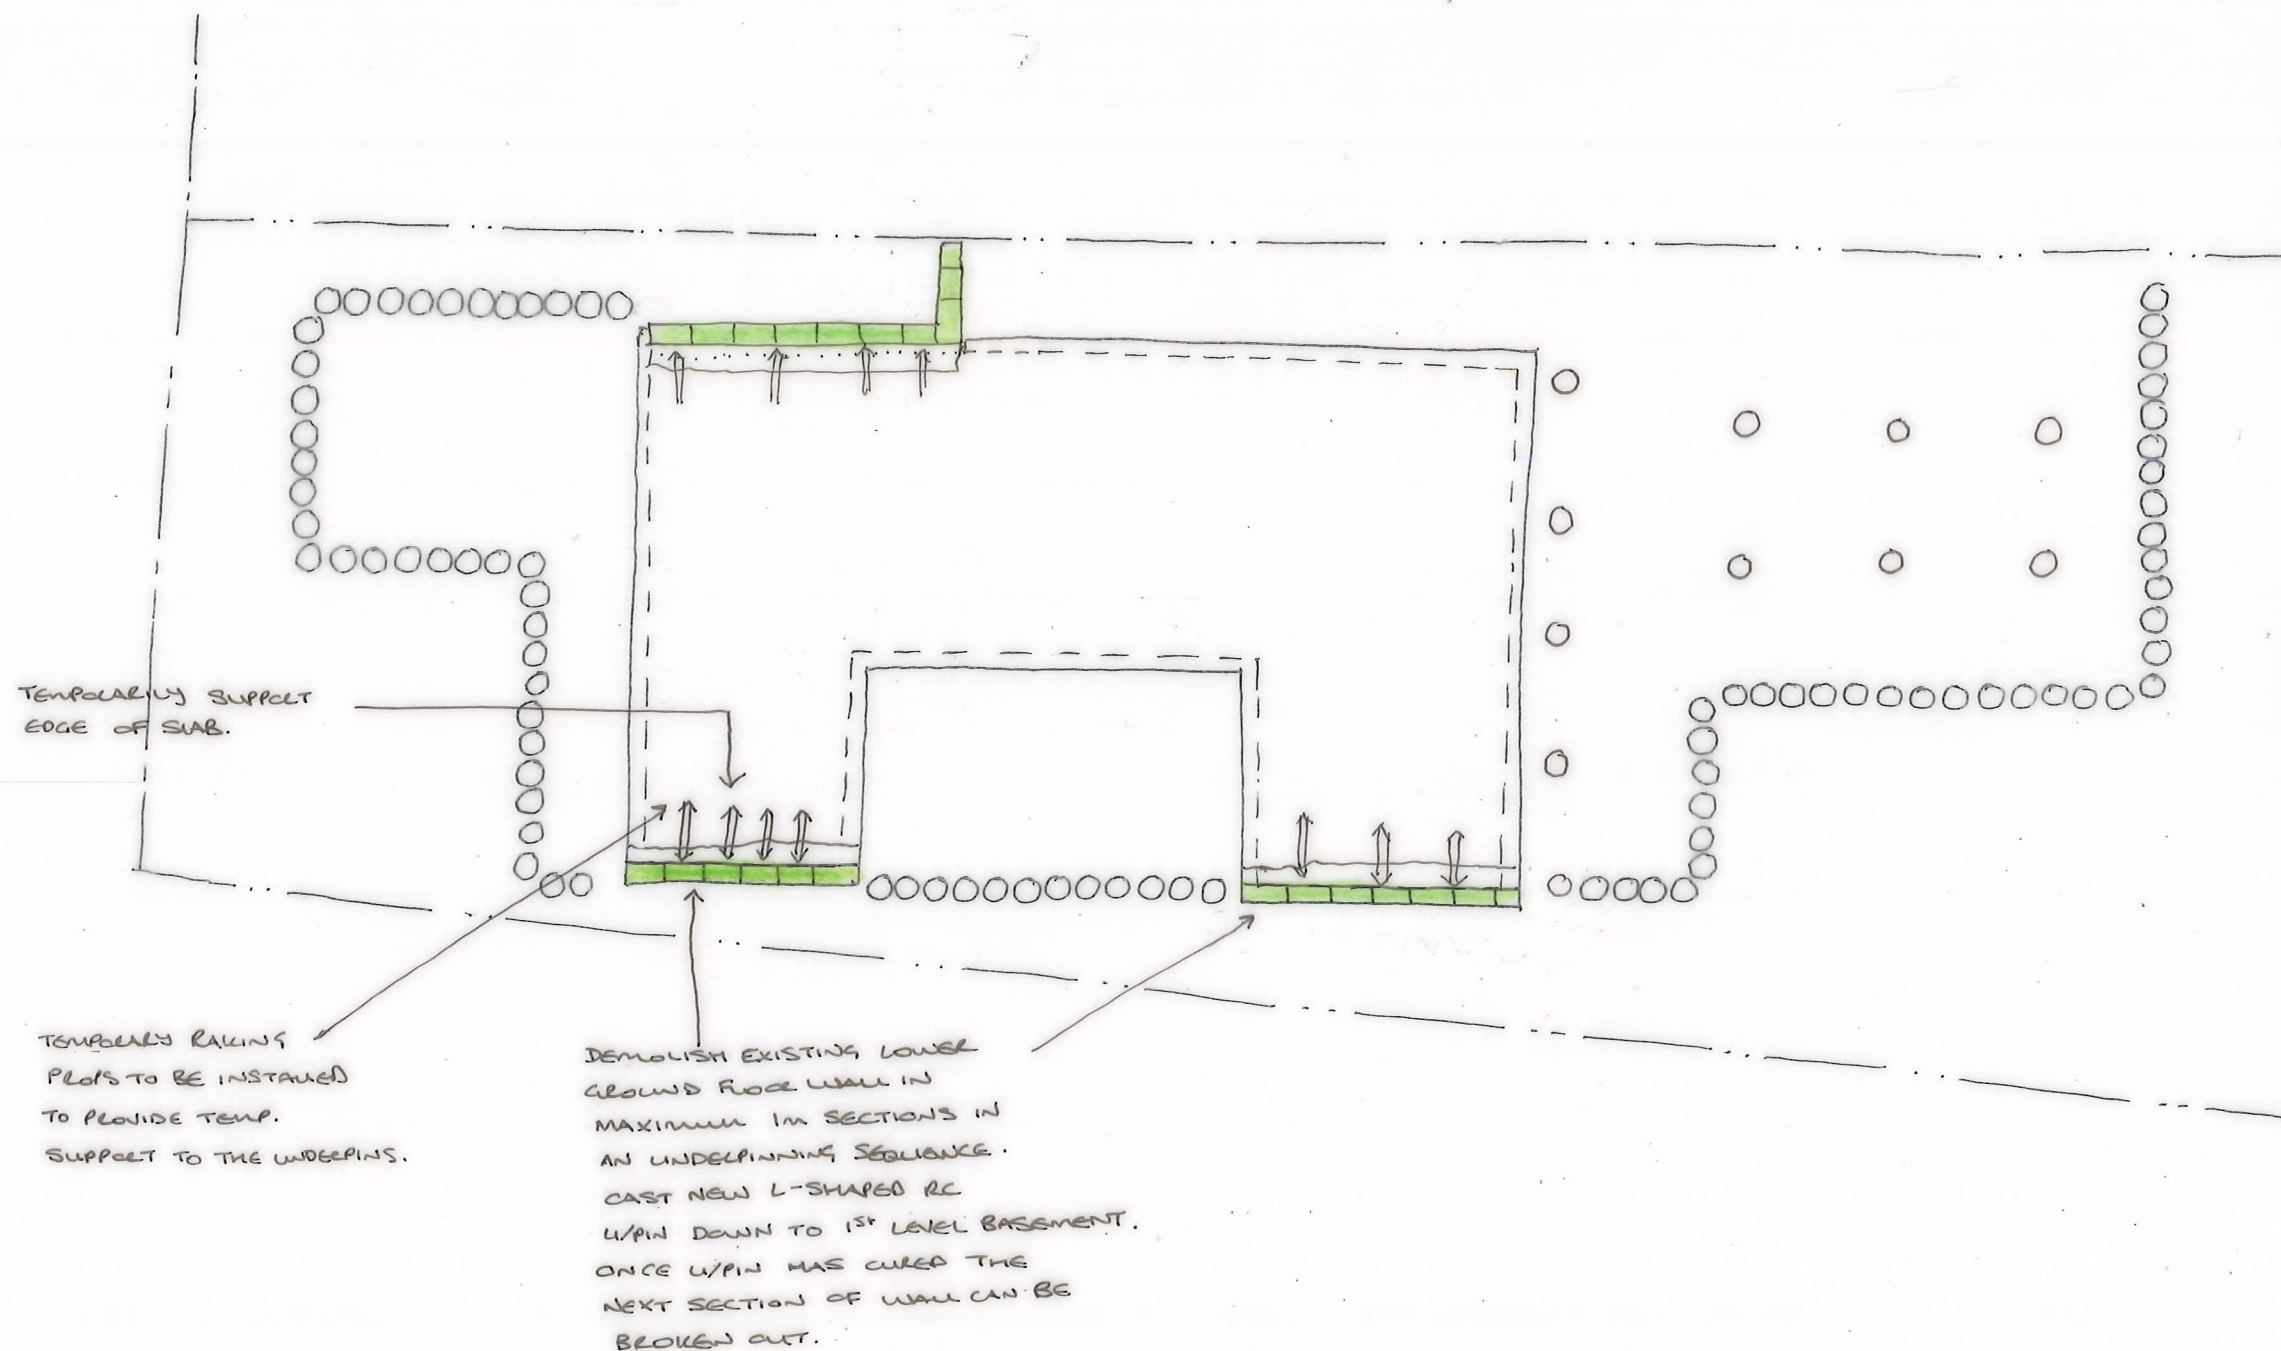 TEMPORARILY SUPPORT
EDGE OF SLAB.
TEMPORARY RAKING
PROPS TO BE INSTALLED
TO PROVIDE TEMP.
SUPPORT TO THE UNDERPINS.
DEMOLISH EXISTING LOWER
GROUND FLOOR WALL IN
MAXIMUM 1M SECTIONS IN
AN UNDERPINNING SEQUENCE.
CAST NEW L-SHAPED RC
U/PIN DOWN TO 1ST LEVEL BASEMENT.
ONCE U/PIN HAS CURED THE
NEXT SECTION OF WALL CAN BE
BROKEN OUT.